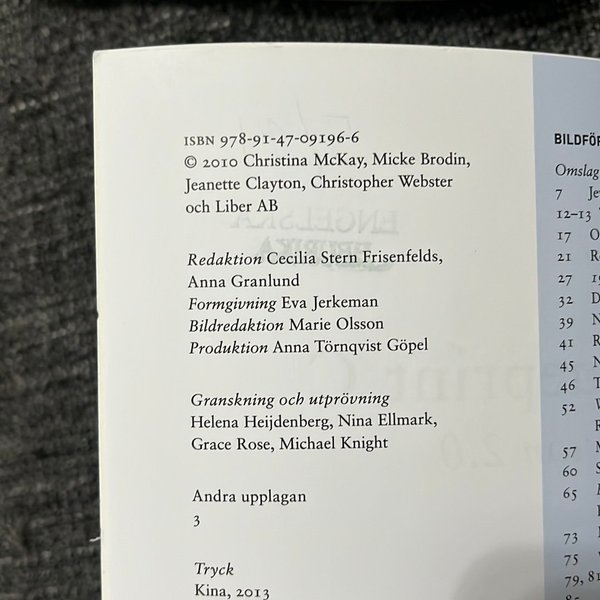 ISBN 978-91-47-09196-6
© 2010 Christina McKay, Micke Brodin,
Jeanette Clayton, Christopher Webster
och Liber AB
Redaktion Cecilia Stern Frisenfelds,
Anna Granlund
Formgivning Eva Jerkeman
Bildredaktion Marie Olsson
Produktion Anna Törnqvist Göpel
Granskning och utprövning
Helena Heijdenberg, Nina Ellmark,
Grace Rose, Michael Knight
Andra upplagan
3
Tryck
Kina, 2013
Omslag
7
12–13
17
21
27
32
39
41
45
46
52
57
60
65
73
75
79, 81